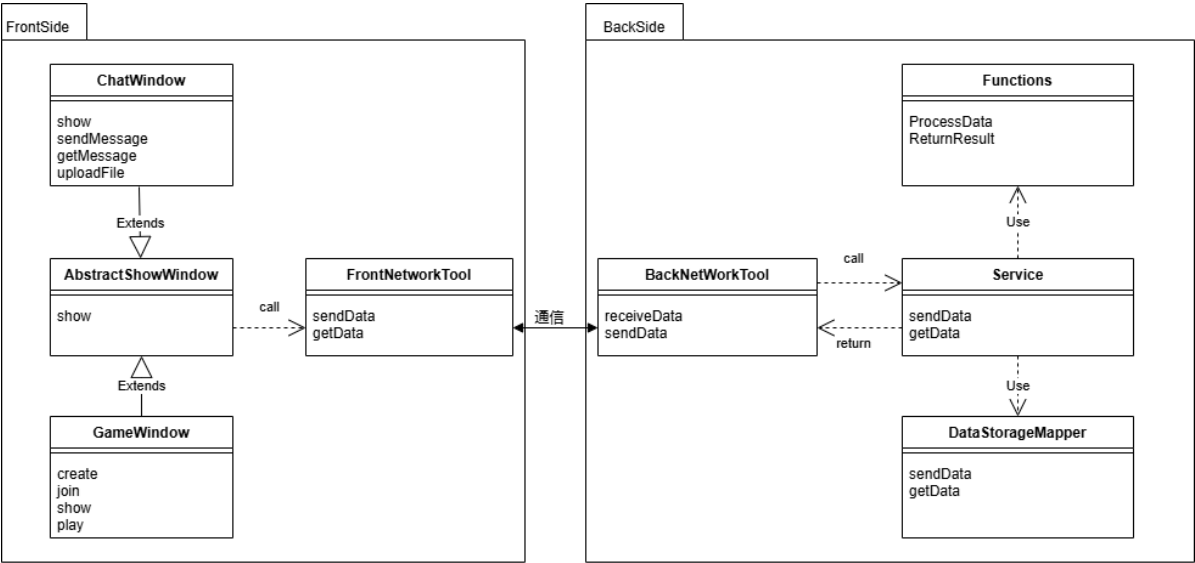 FrontSide
ChatWindow
show
sendMessage
getMessage
uploadFile
Extends
AbstractShowWindow
show
call
FrontNetworkTool
sendData
getData
Extends
GameWindow
create
join
show
play
通信
BackSide
Functions
ProcessData
ReturnResult
Use
BackNetWorkTool
receiveData
sendData
call
return
Service
sendData
getData
Use
DataStorageMapper
sendData
getData